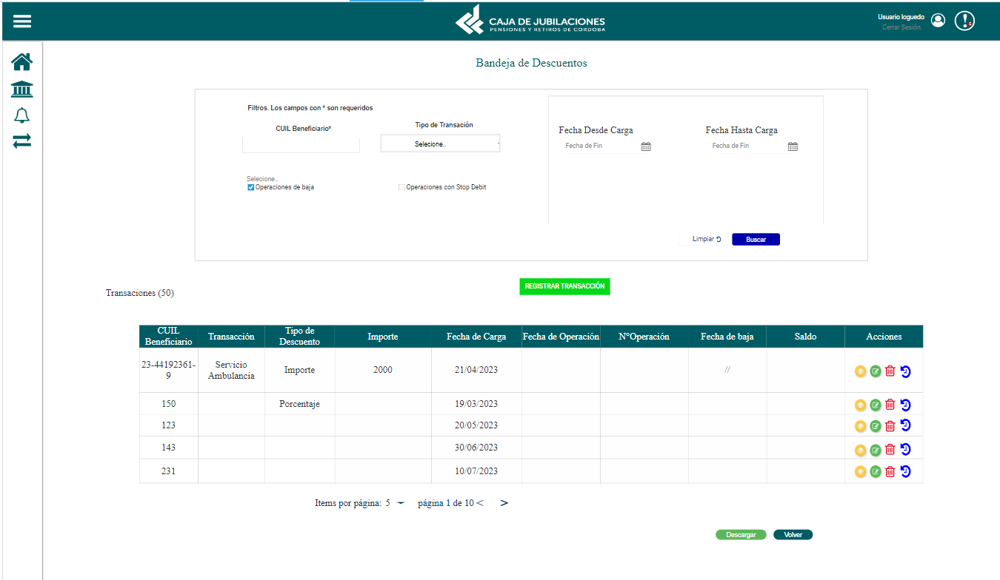 CAJA DE JUBILACIONES
PENSIONES Y RETIROS DE CORDOBA
Usuario loguedo
Cerrar Sesión.
5
Bandeja de Descuentos
Filtros. Los campos con * son requeridos
CUIL Beneficiario*
Tipo de Transación
Selecione..
Fecha Desde Carga
Fecha Hasta Carga
Fecha de Fin
Fecha de Fin
Selecione..
Operaciones de baja
Operaciones con Stop Debit
Limpiar
Buscar
REGISTRAR TRANSACCIÓN
Transaciones (50)
CUIL Beneficiario Transacción Tipo de Descuento Importe Fecha de Carga Fecha de Operación N°Operación Fecha de baja Saldo Acciones
23-44192361-9 Servicio Ambulancia Importe 2000 21/04/2023 //
150 Porcentaje 19/03/2023
123 20/05/2023
143 30/06/2023
231 10/07/2023
Items por página: 5 página 1 de 10 < >
Descargar
Volver